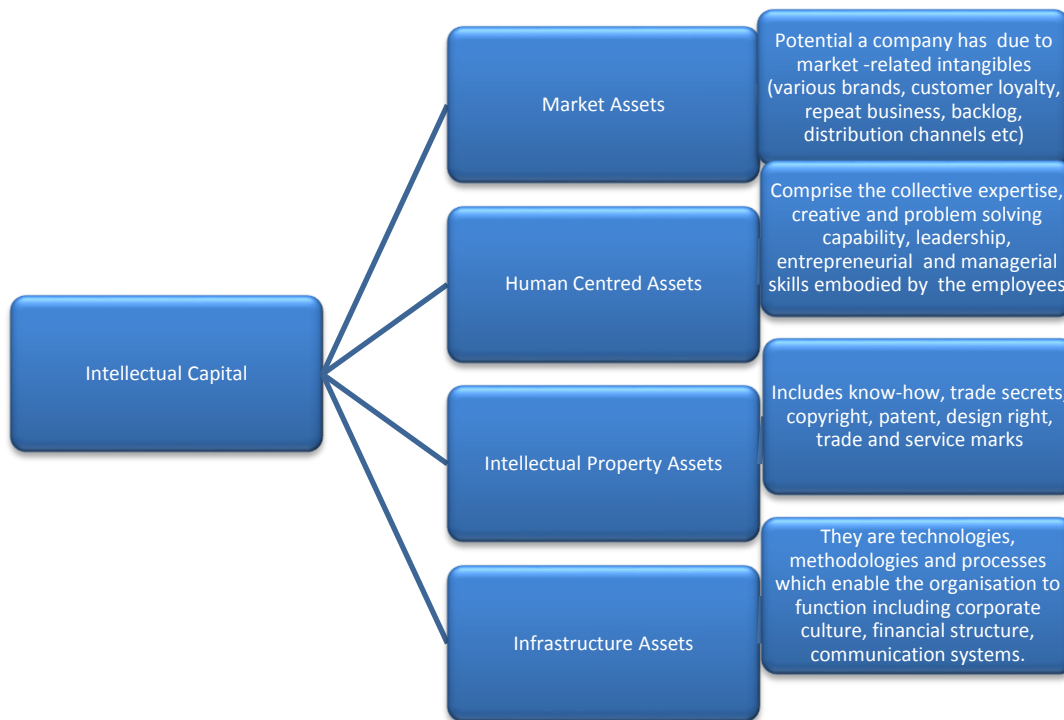 Intellectual Capital
Market Assets
Potential a company has  due to
market -related intangibles
(various brands, customer loyalty,
repeat business, backlog,
distribution channels etc)
Human Centred Assets
Comprise the collective expertise,
creative and problem solving
capability, leadership,
entrepreneurial  and managerial
skills embodied by  the employees
Intellectual Property Assets
Includes know-how, trade secrets,
copyright, patent, design right,
trade and service marks
Infrastructure Assets
They are technologies,
methodologies and processes
which enable the organisation to
function including corporate
culture, financial structure,
communication systems.